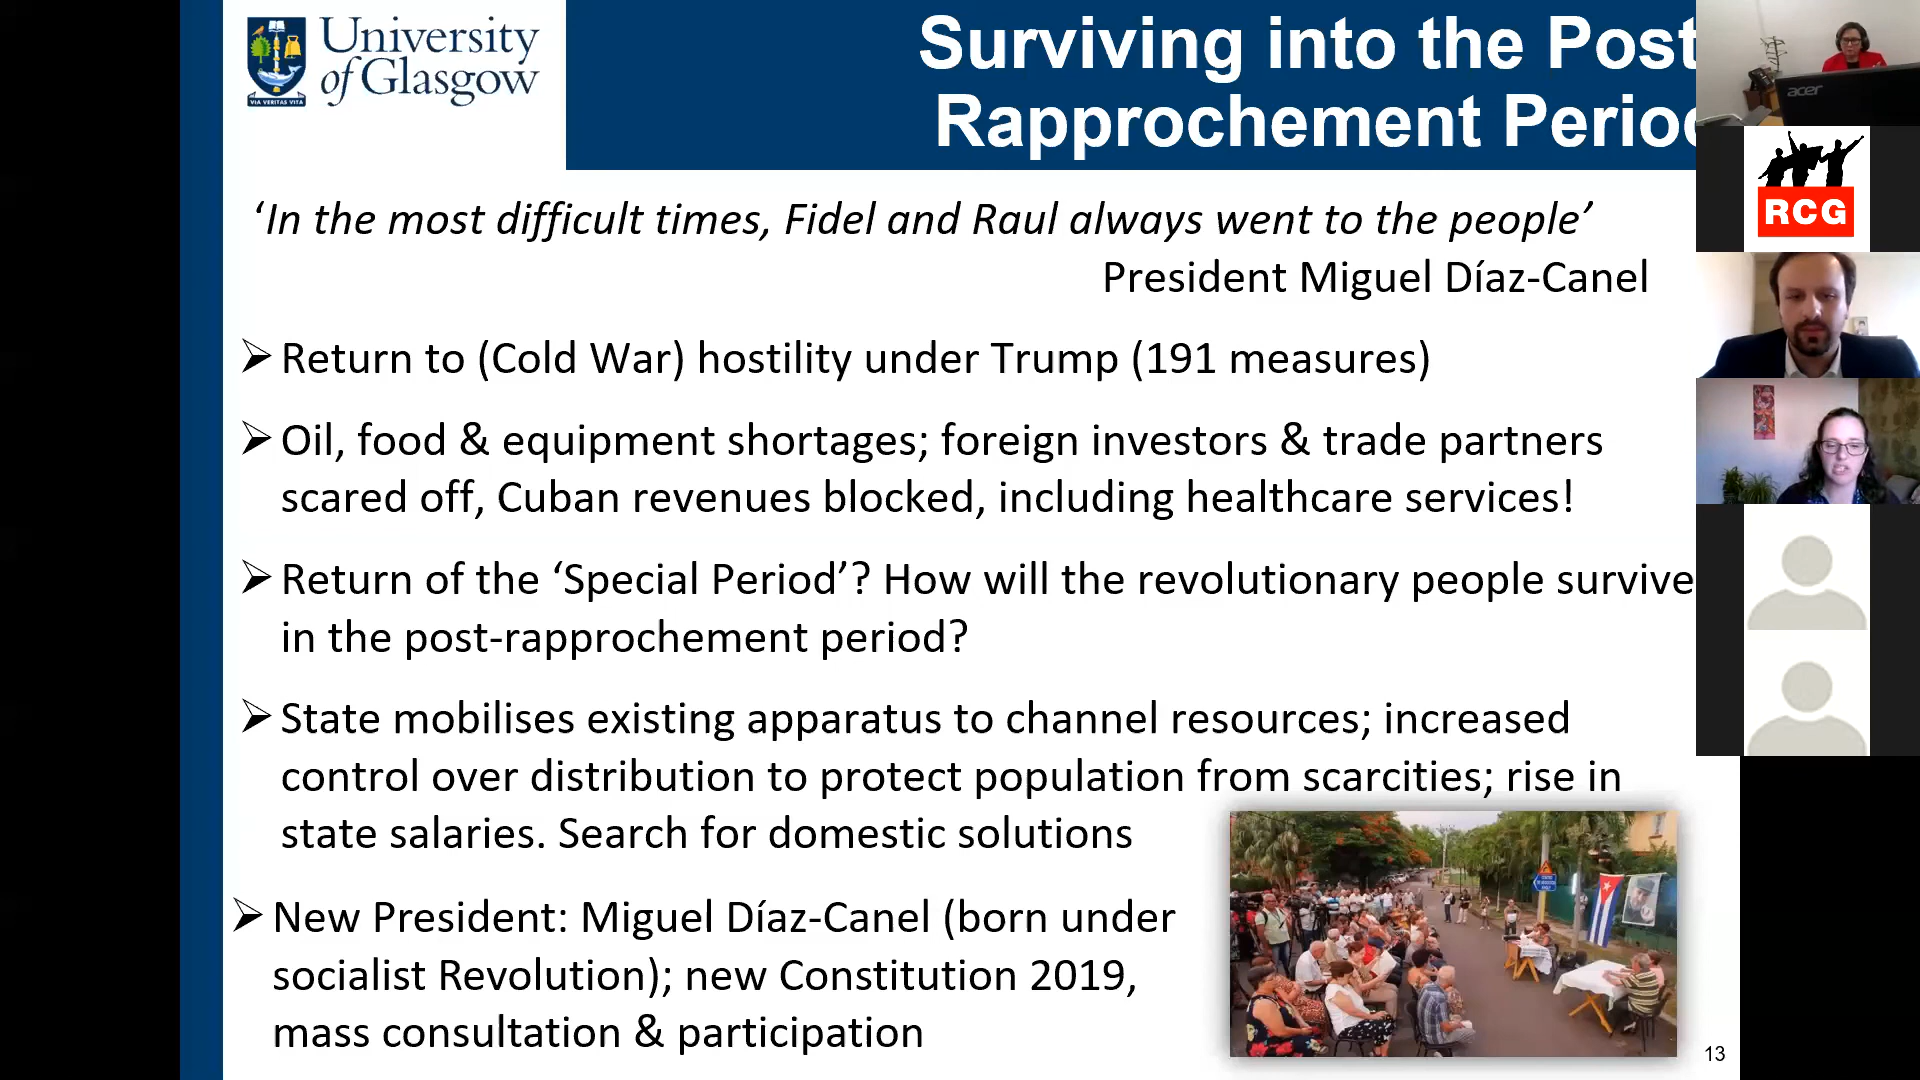 University
of Glasgow
VIA VERITAS VITA
Surviving into the Post
Rapprochement Period
acer
RCG
‘In the most difficult times, Fidel and Raul always went to the people’
President Miguel Díaz-Canel
➢ Return to (Cold War) hostility under Trump (191 measures)
➢ Oil, food & equipment shortages; foreign investors & trade partners
scared off, Cuban revenues blocked, including healthcare services!
➢ Return of the ‘Special Period’? How will the revolutionary people survive
in the post-rapprochement period?
➢ State mobilises existing apparatus to channel resources; increased
control over distribution to protect population from scarcities; rise in
state salaries. Search for domestic solutions
➢ New President: Miguel Díaz-Canel (born under
socialist Revolution); new Constitution 2019,
mass consultation & participation
13